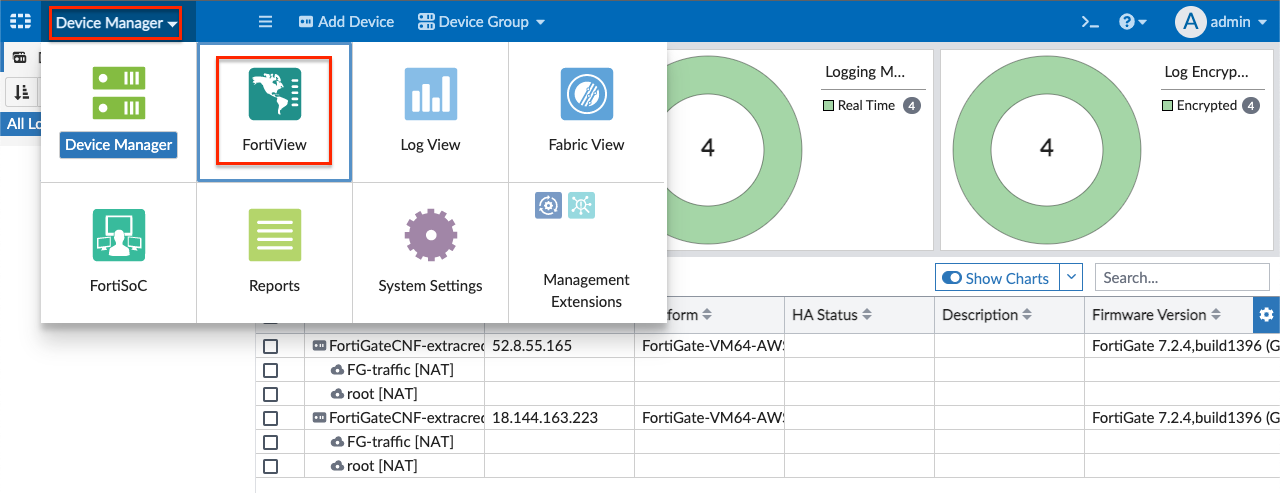 Device Manager
Add Device
Device Group
>_
?
A admin
Device Manager
FortiView
Log View
Fabric View
FortiSoC
Reports
System Settings
Management
Extensions
All Lo
4
Logging M...
Real Time 4
4
Log Encryp...
Encrypted 4
Show Charts
Search...
form HA Status Description Firmware Version
FortiGateCNF-extracred 52.8.55.165 FortiGate-VM64-AWS FortiGate 7.2.4,build1396 (G
FG-traffic [NAT]
root [NAT]
FortiGateCNF-extracred 18.144.163.223 FortiGate-VM64-AWS FortiGate 7.2.4,build1396 (G
FG-traffic [NAT]
root [NAT]